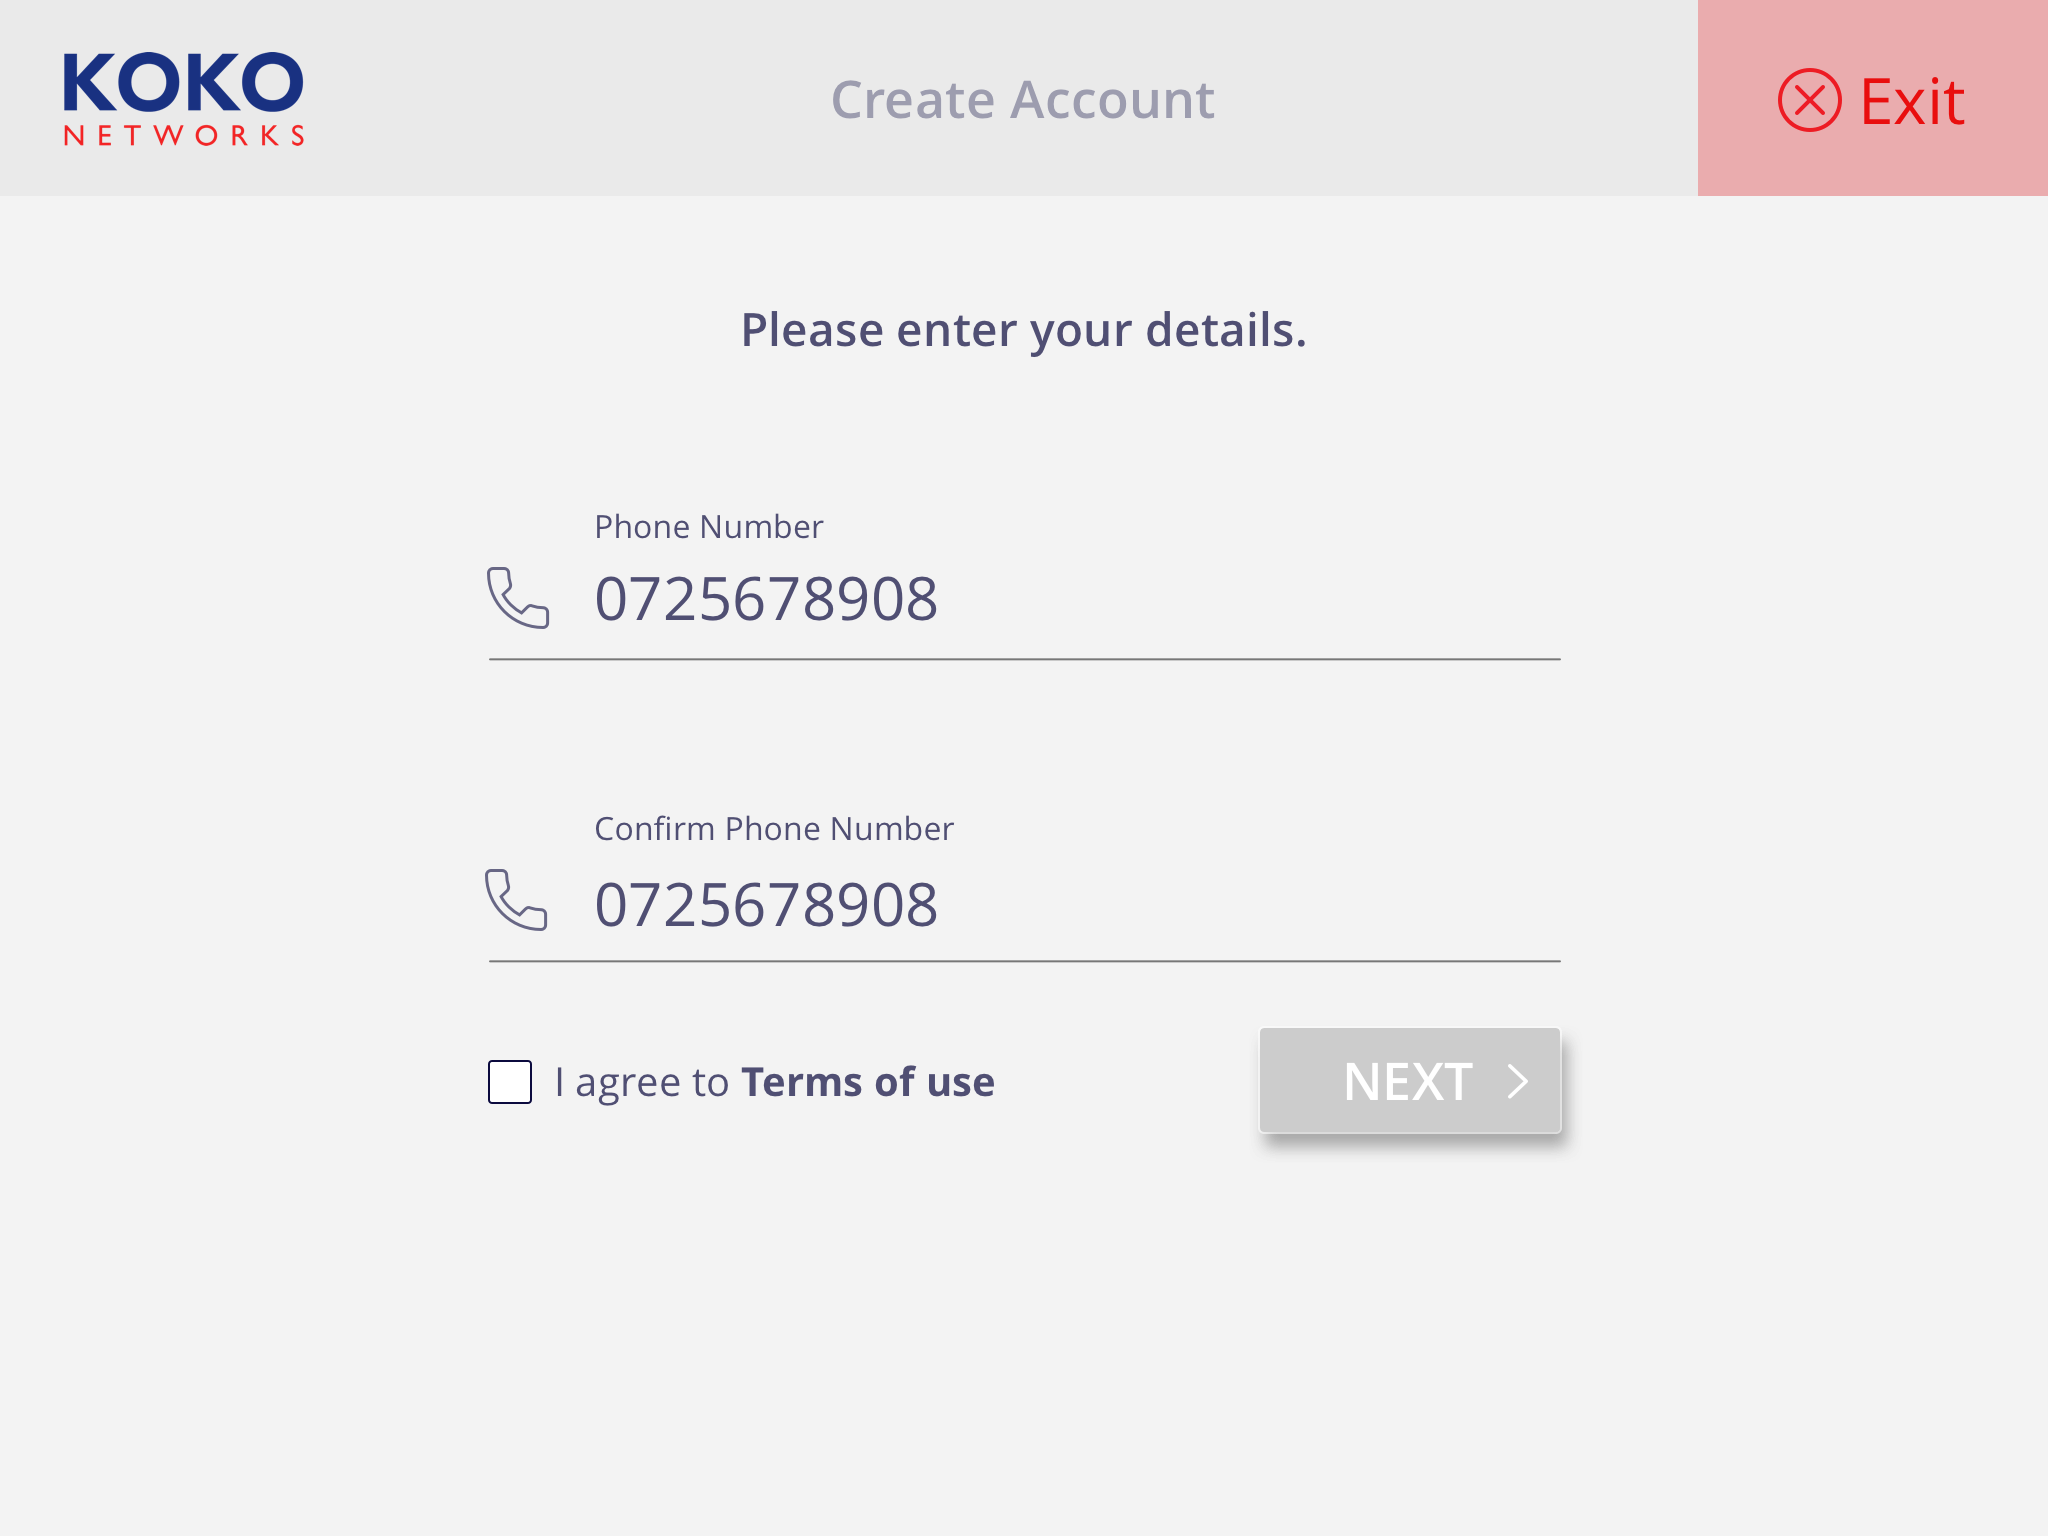 KOKO
NETWORKS
Create Account
Exit
Please enter your details.
Phone Number
0725678908
Confirm Phone Number
0725678908
I agree to Terms of use
NEXT